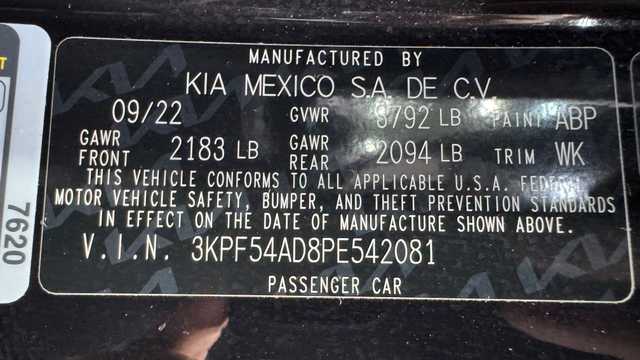 MANUFACTURED BY
KIA MEXICO S.A. DE C.V.
09/22 GVWR 3792 LB PAINT ABP
GAWR FRONT 2183 LB GAWR REAR 2094 LB TRIM WK
THIS VEHICLE CONFORMS TO ALL APPLICABLE U.S.A. FEDERAL
MOTOR VEHICLE SAFETY, BUMPER, AND THEFT PREVENTION STANDARDS
IN EFFECT ON THE DATE OF MANUFACTURE SHOWN ABOVE.
V.I.N. 3KPF54AD8PE542081
PASSENGER CAR
7620